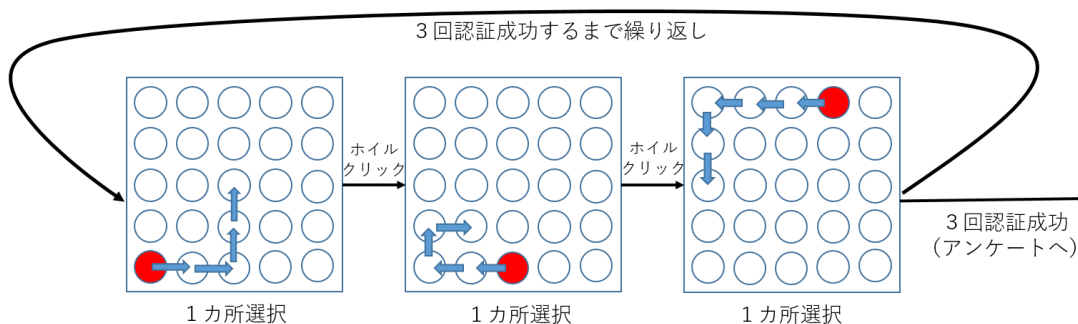 ３回認証成功するまで繰り返し
ホイル
クリック
ホイル
クリック
３回認証成功
（アンケートへ）
１カ所選択
１カ所選択
１カ所選択